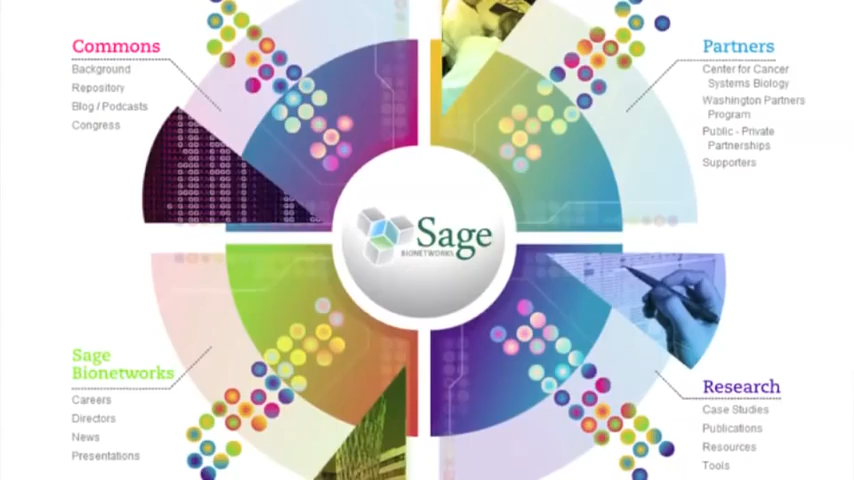 Commons
Background
Repository
Blog / Podcasts
Congress
Partners
Center for Cancer
Systems Biology
Washington Partners
Program
Public - Private
Partnerships
Supporters
Sage
BIONETWORKS
Sage
Bionetworks
Careers
Directors
News
Presentations
Research
Case Studies
Publications
Resources
Tools